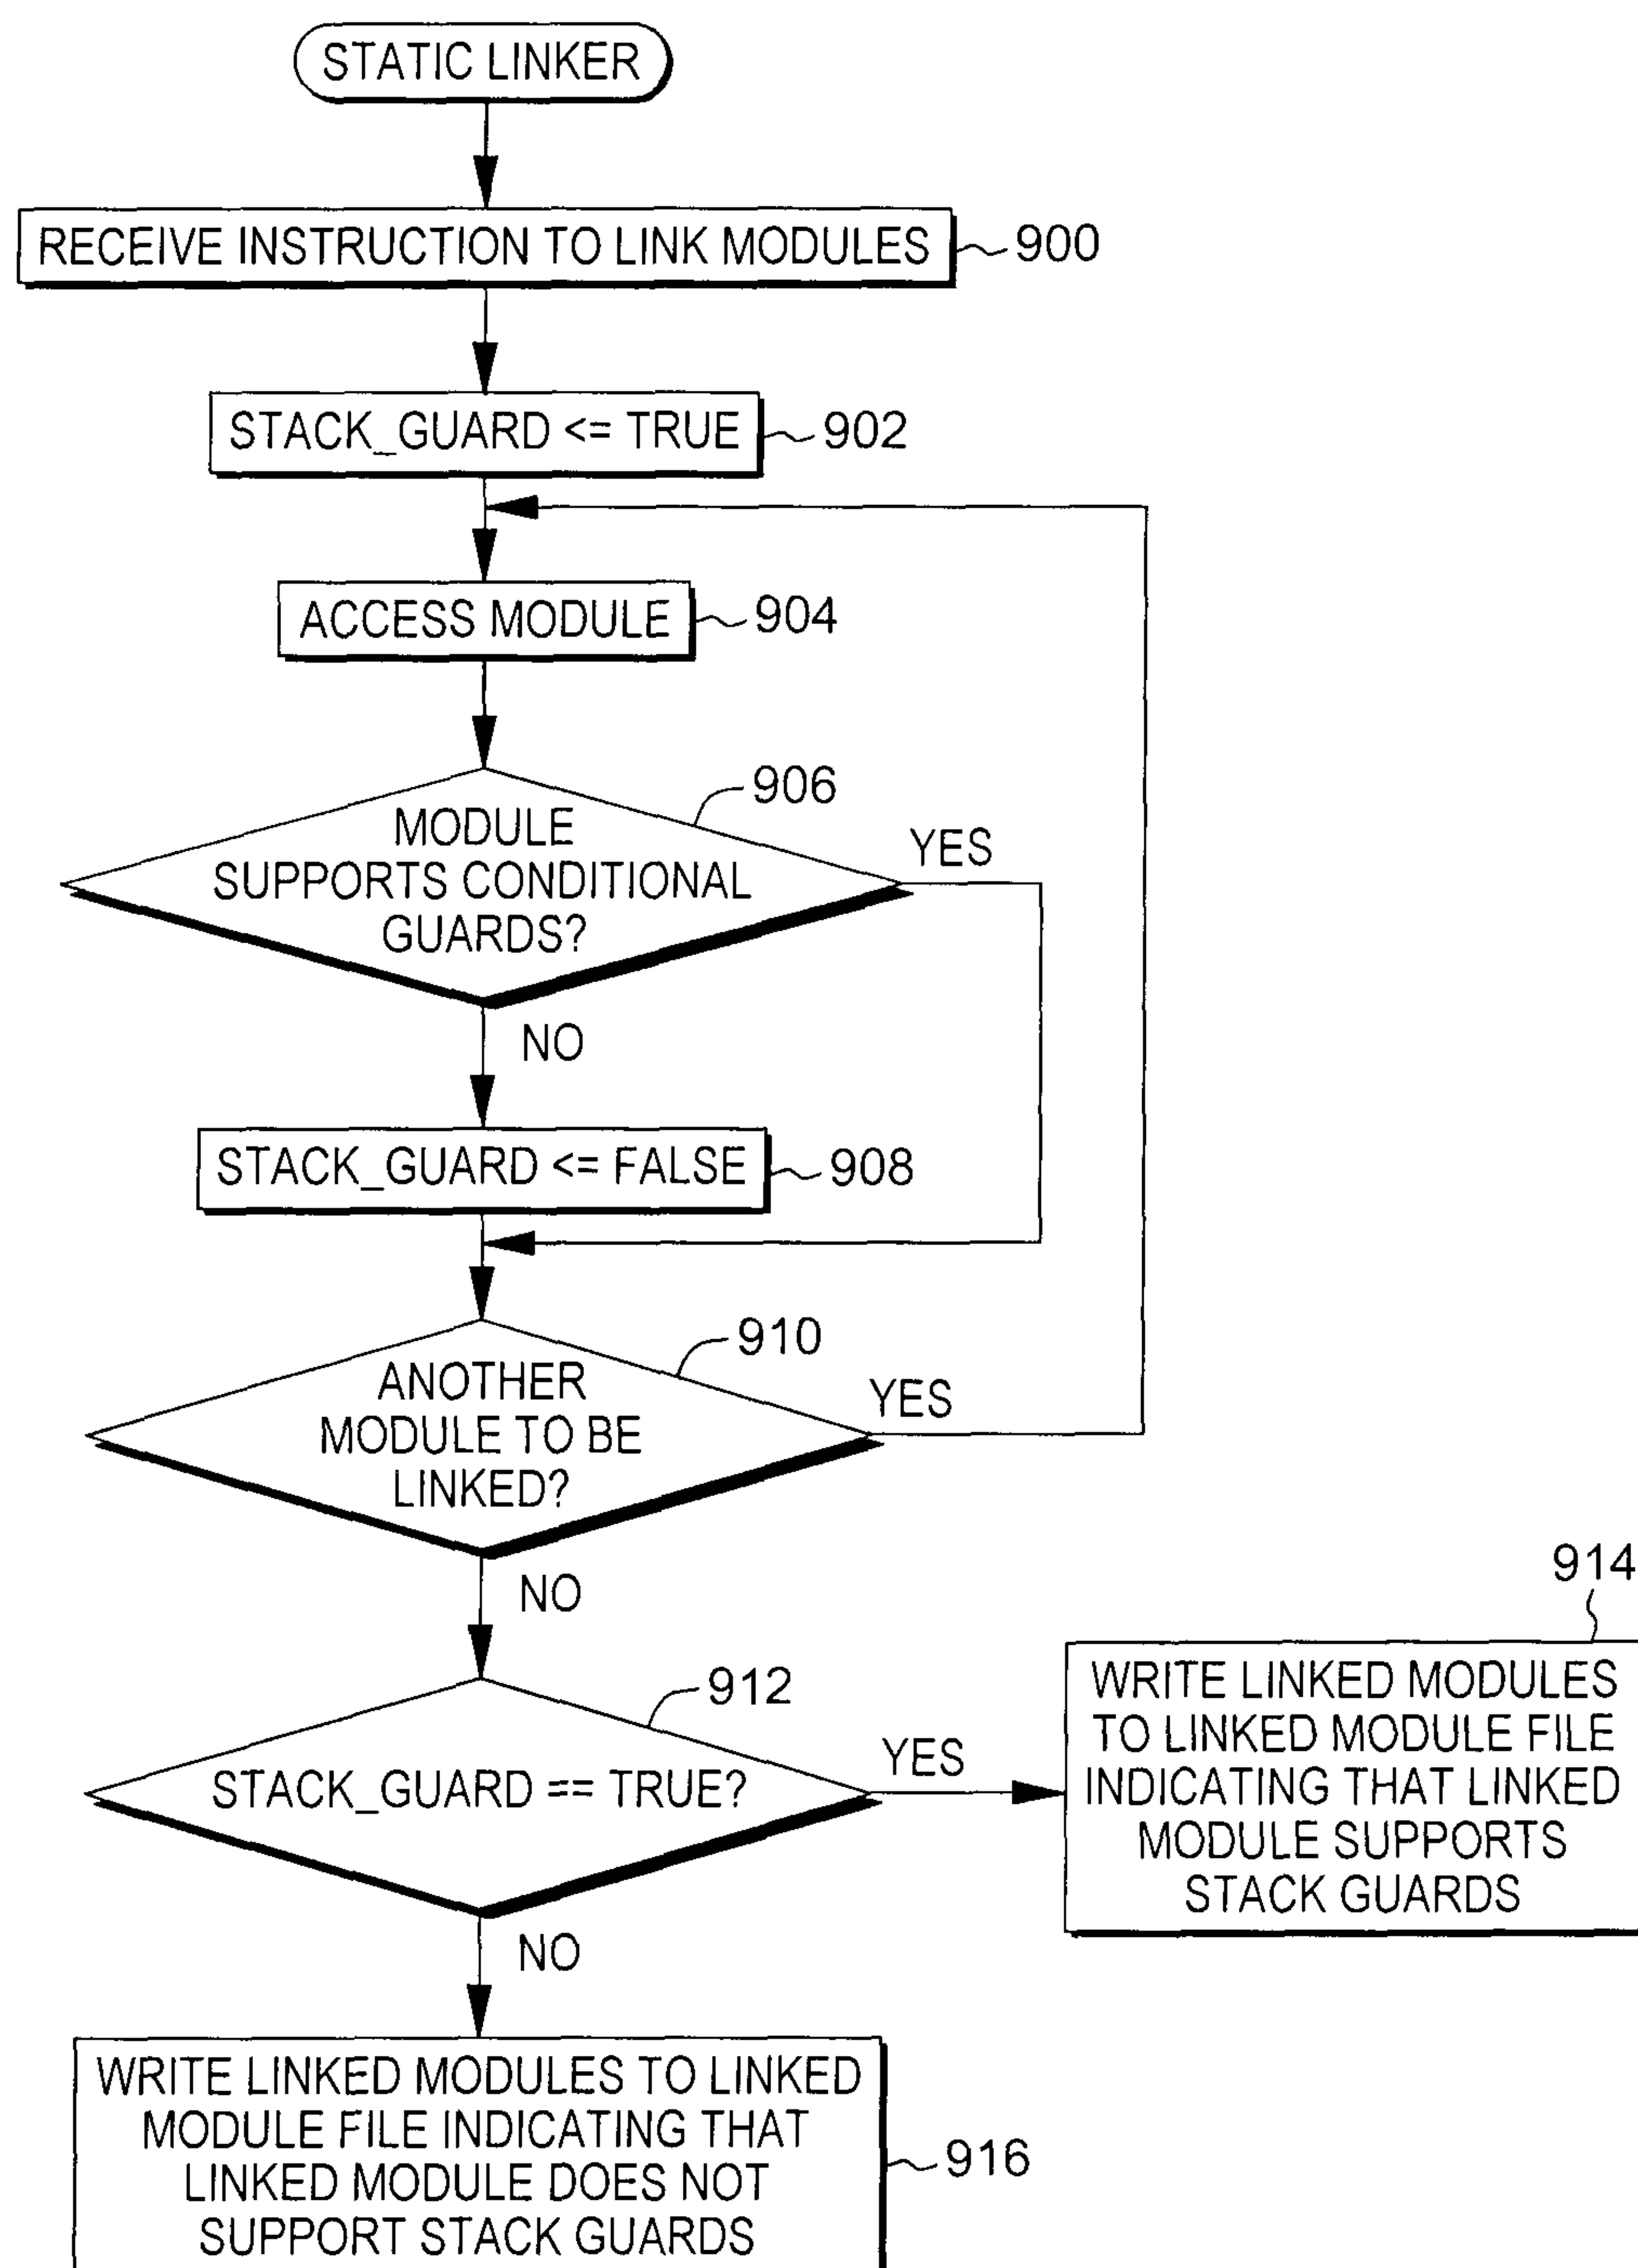 STATIC LINKER
RECEIVE INSTRUCTION TO LINK MODULES
900
STACK_GUARD <= TRUE
902
ACCESS MODULE
904
906
MODULE
SUPPORTS CONDITIONAL
GUARDS?
YES
NO
STACK_GUARD <= FALSE
908
910
ANOTHER
MODULE TO BE
LINKED?
YES
NO
912
STACK_GUARD == TRUE?
YES
914
WRITE LINKED MODULES
TO LINKED MODULE FILE
INDICATING THAT LINKED
MODULE SUPPORTS
STACK GUARDS
NO
WRITE LINKED MODULES TO LINKED
MODULE FILE INDICATING THAT
LINKED MODULE DOES NOT
SUPPORT STACK GUARDS
916